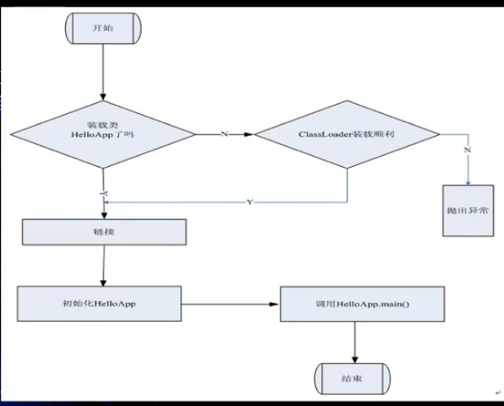 开始
装载类
HelloApp了吗
N
ClassLoader装载顺利
N
Y
Y
抛出异常
链接
初始化HelloApp
调用HelloApp.main()
结束